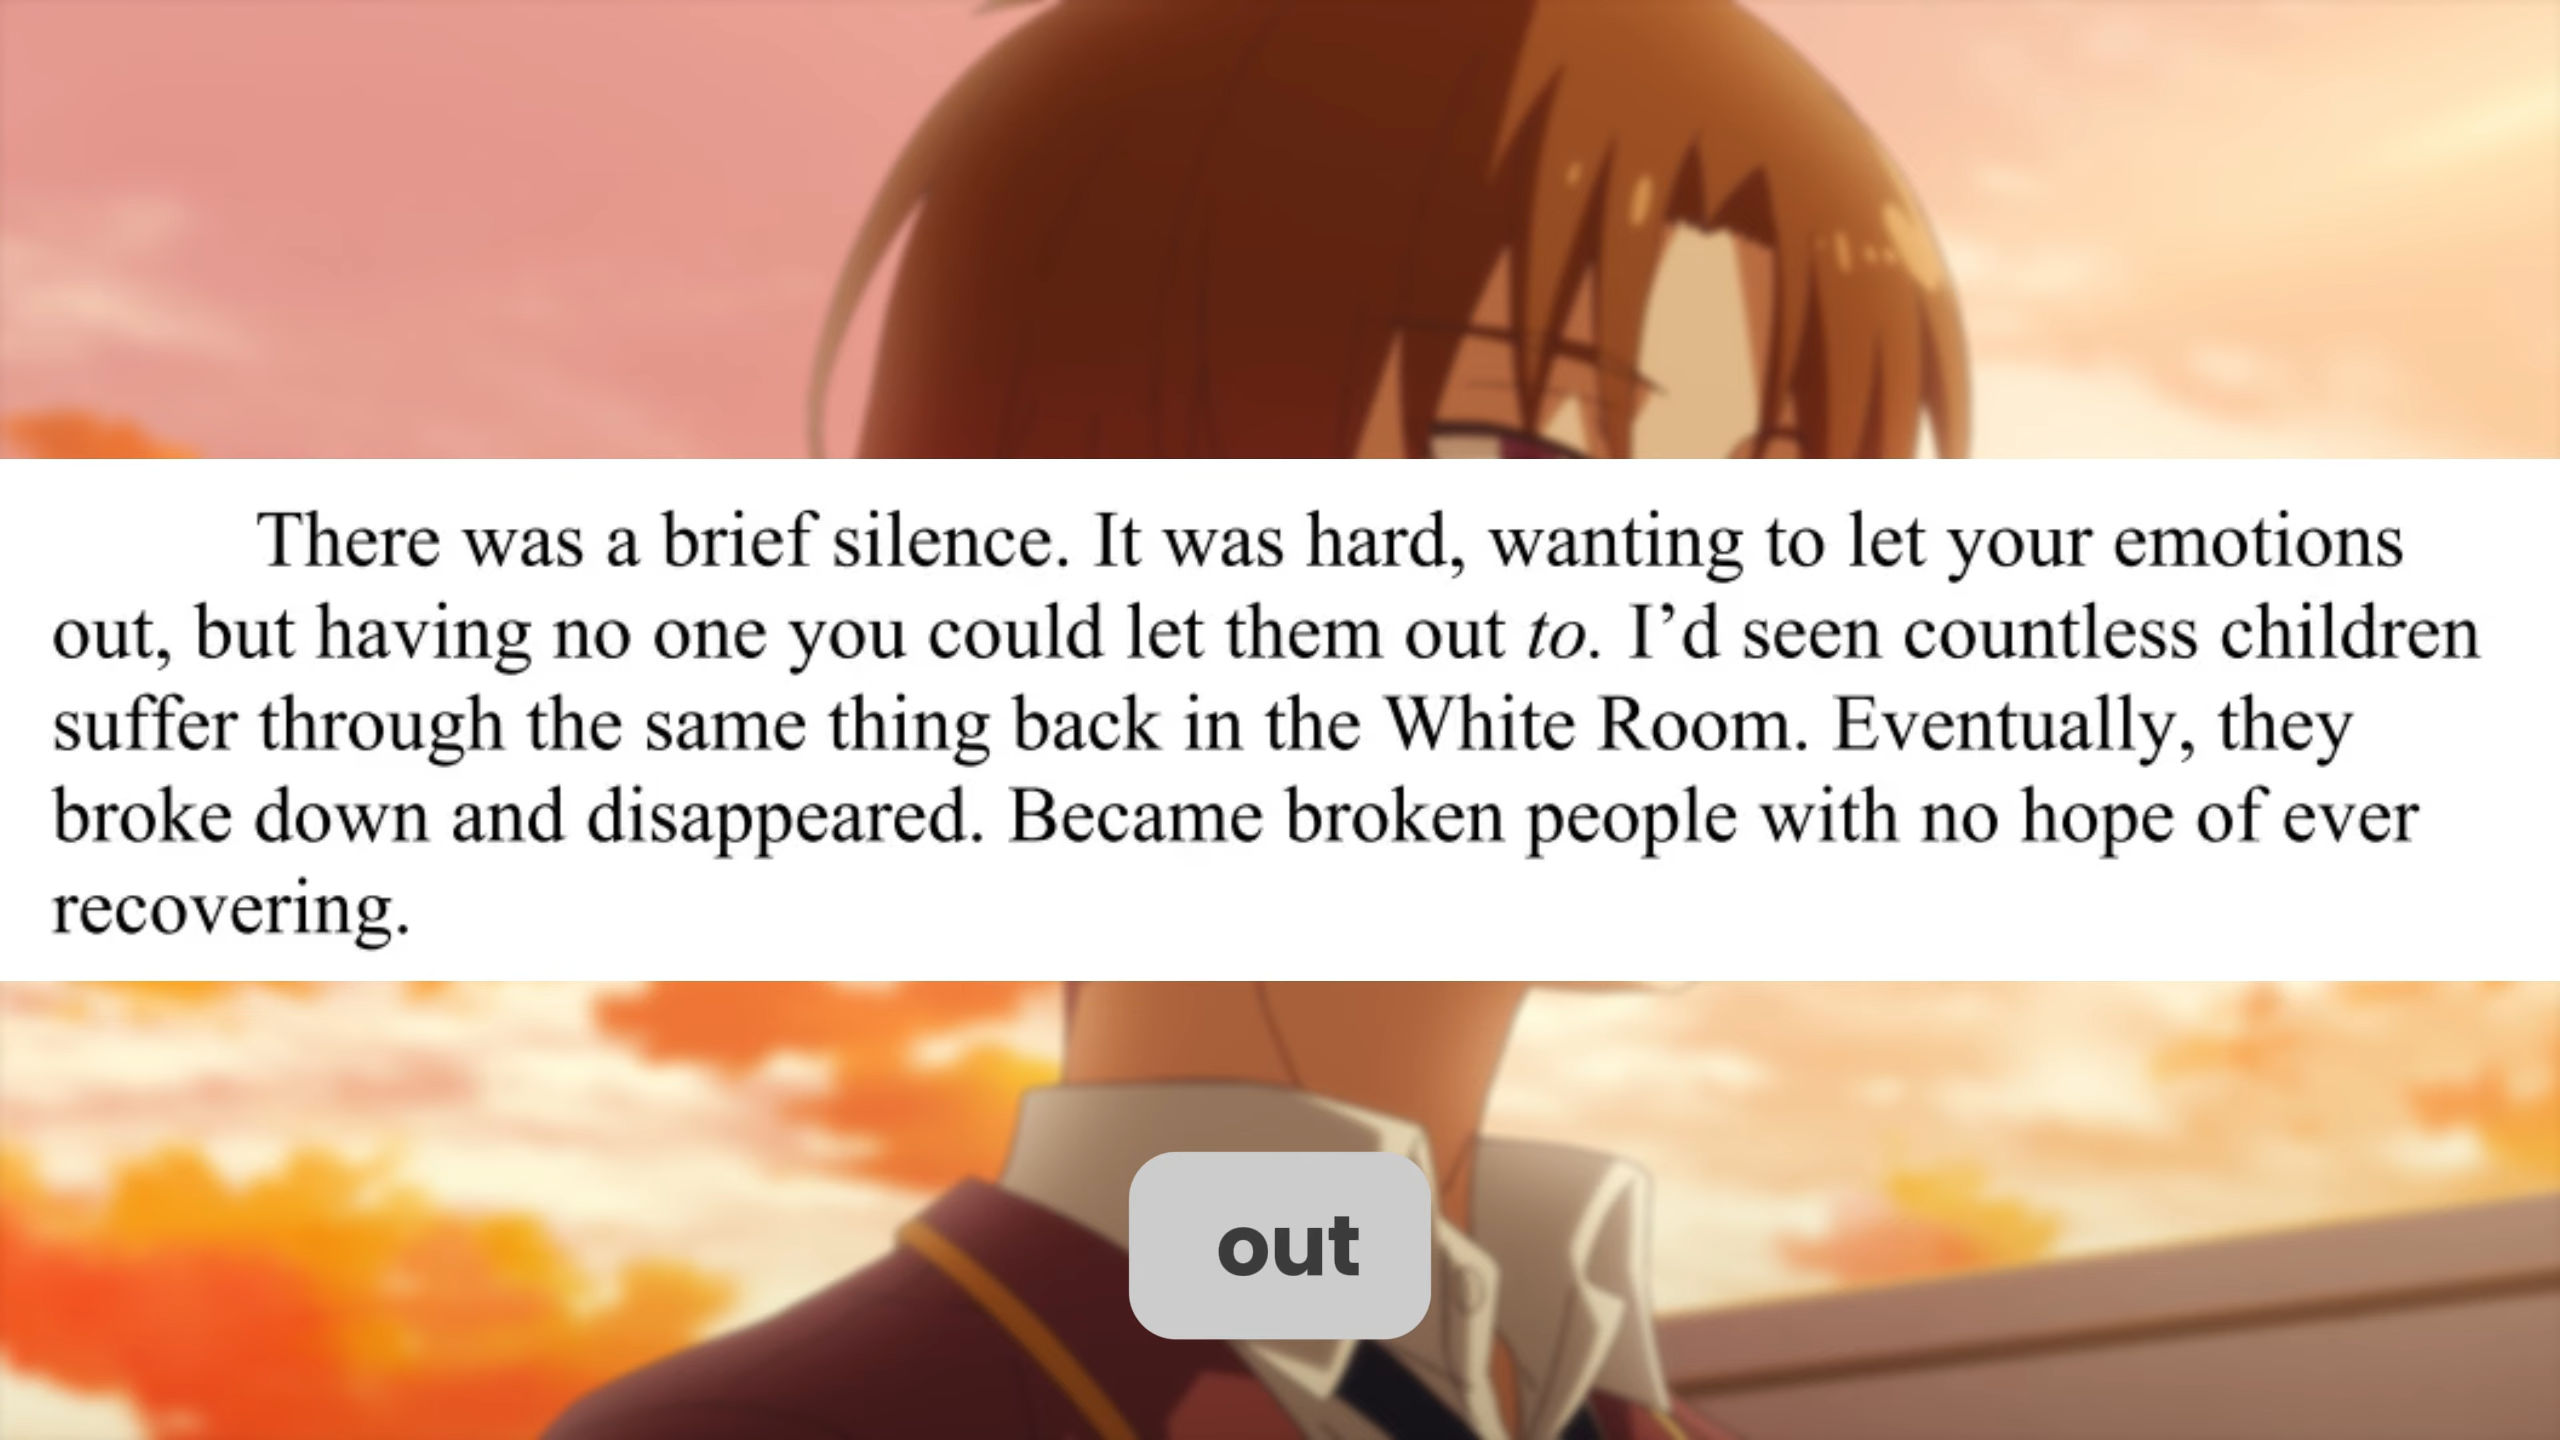 There was a brief silence. It was hard, wanting to let your emotions
out, but having no one you could let them out to. I’d seen countless children
suffer through the same thing back in the White Room. Eventually, they
broke down and disappeared. Became broken people with no hope of ever
recovering.
out